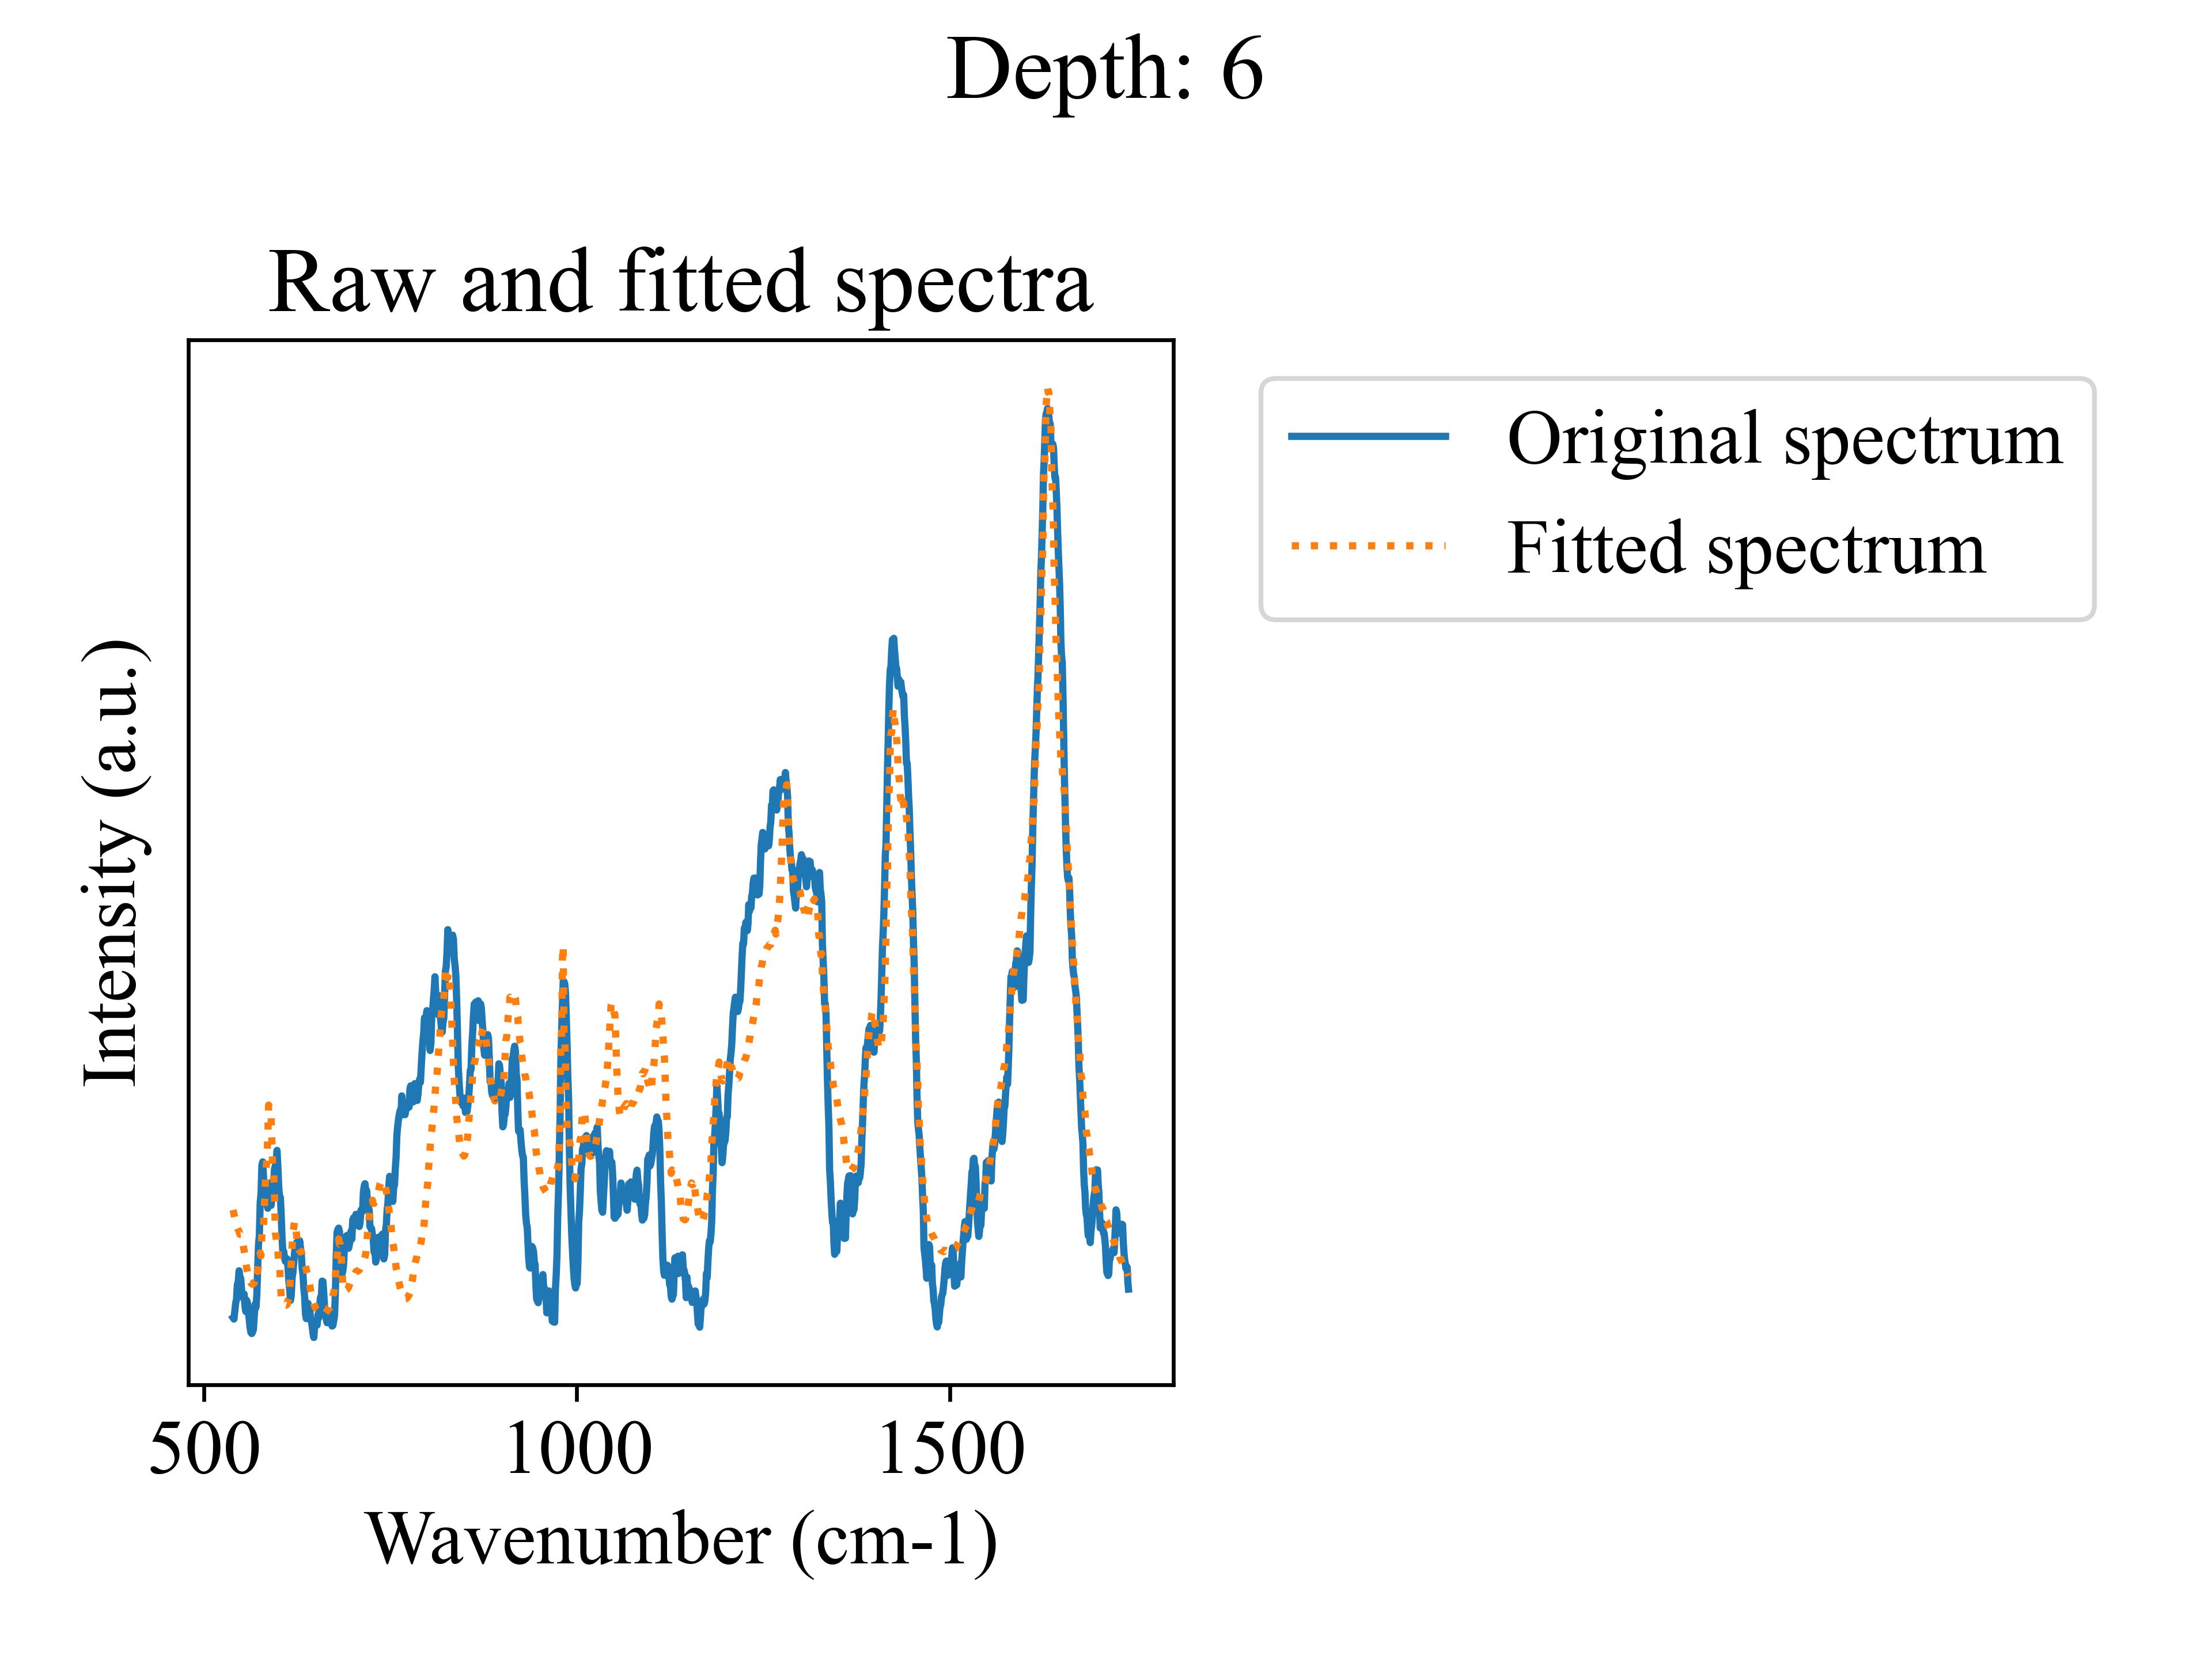 Depth: 6
Raw and fitted spectra
Original spectrum
Fitted spectrum
Intensity (a.u.)
500 1000 1500
Wavenumber (cm-1)